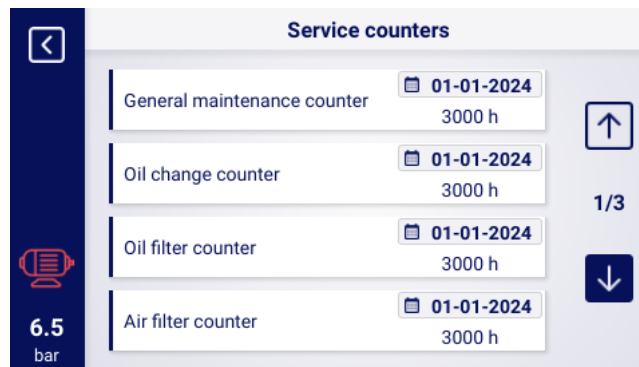 Service counters
General maintenance counter
01-01-2024
3000 h
Oil change counter
01-01-2024
3000 h
Oil filter counter
01-01-2024
3000 h
Air filter counter
01-01-2024
3000 h
1/3
6.5
bar